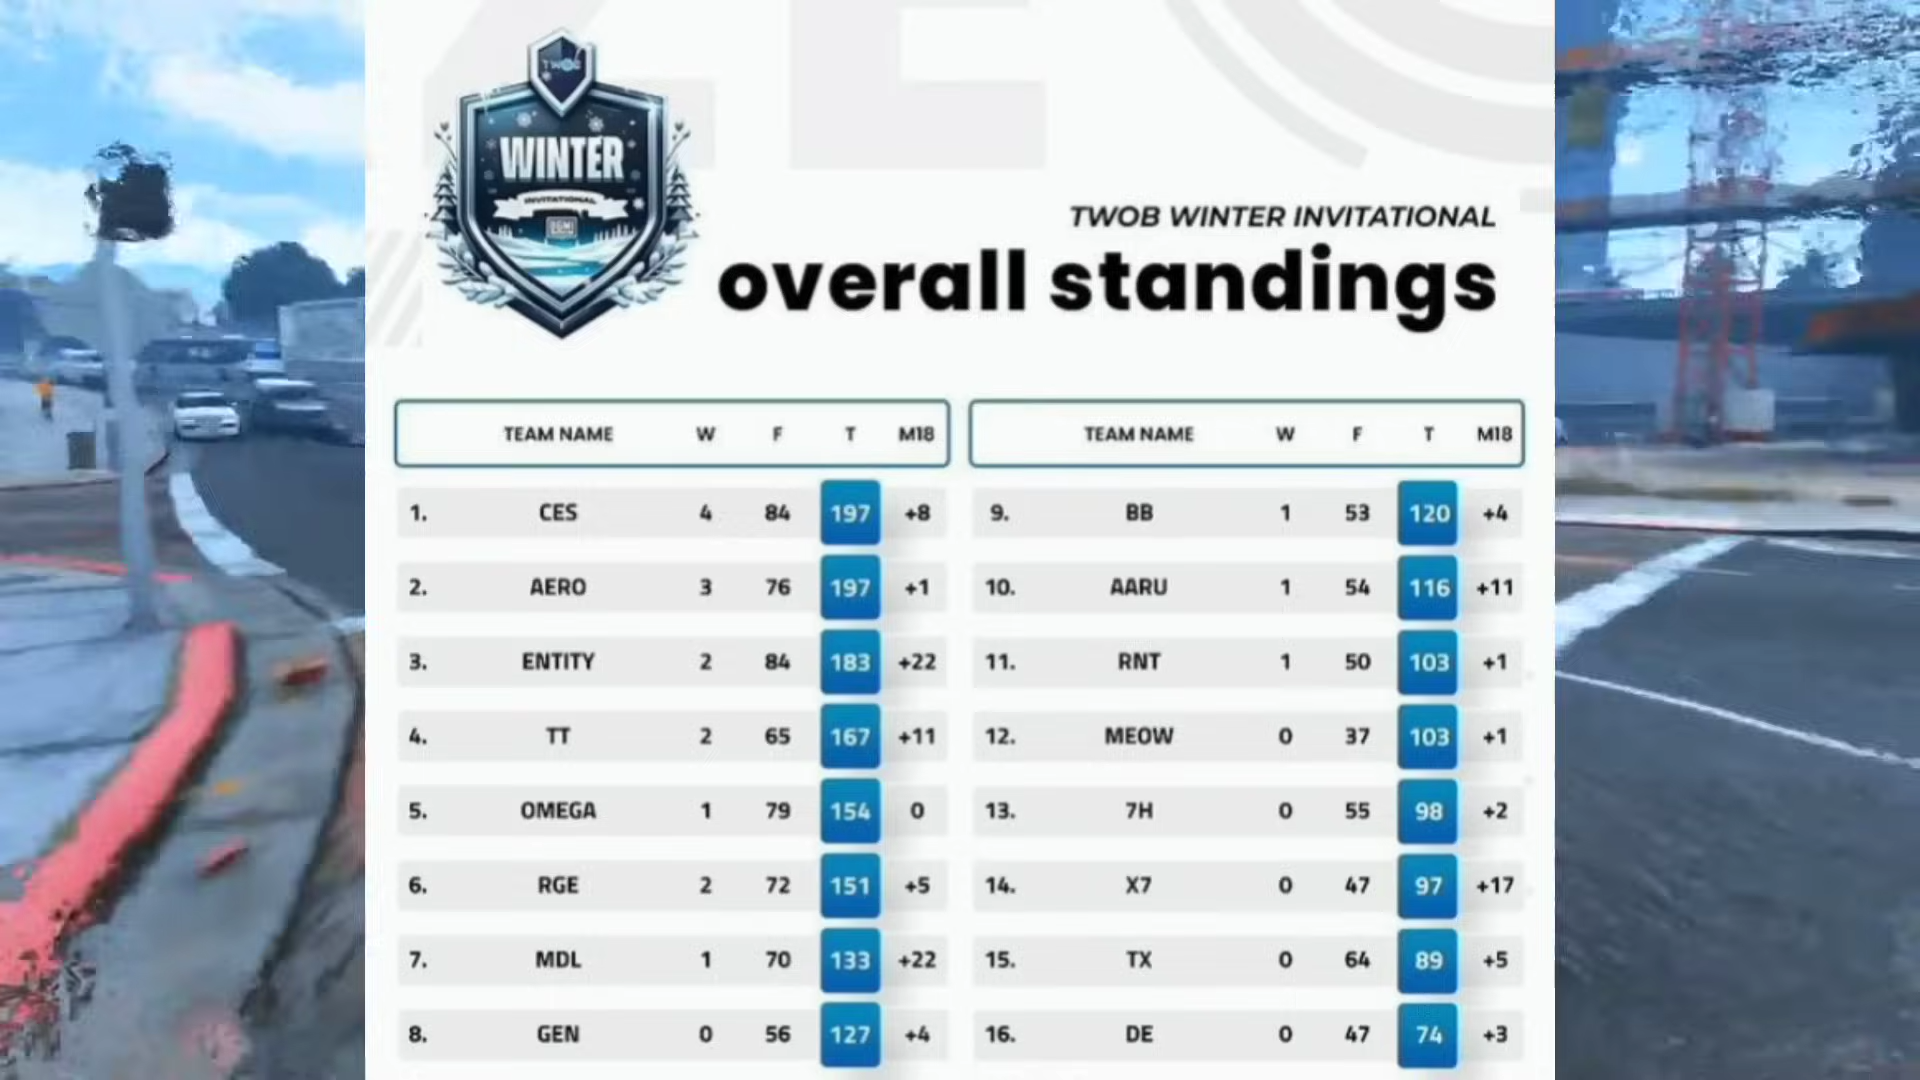 TWOB
WINTER
INVITATIONAL
TWOB WINTER INVITATIONAL
overall standings
TEAM NAME W F T M18
1. CES 4 84 197 +8
2. AERO 3 76 197 +1
3. ENTITY 2 84 183 +22
4. TT 2 65 167 +11
5. OMEGA 1 79 154 0
6. RGE 2 72 151 +5
7. MDL 1 70 133 +22
8. GEN 0 56 127 +4
TEAM NAME W F T M18
9. BB 1 53 120 +4
10. AARU 1 54 116 +11
11. RNT 1 50 103 +1
12. MEOW 0 37 103 +1
13. 7H 0 55 98 +2
14. X7 0 47 97 +17
15. TX 0 64 89 +5
16. DE 0 47 74 +3